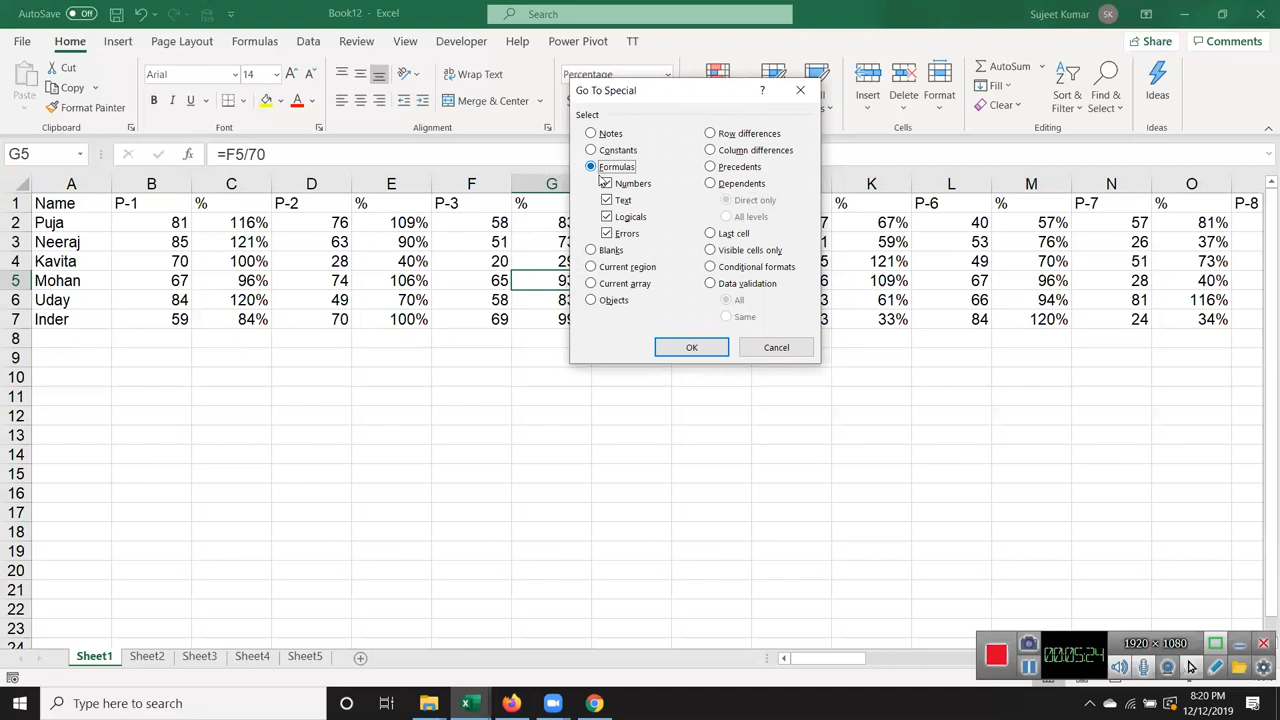 AutoSave Off Book12 - Excel Search Sujeet Kumar SK
File Home Insert Page Layout Formulas Data Review View Developer Help Power Pivot TT Share Comments
Cut Arial 14 Wrap Text Percentage AutoSum
Copy Fill
Paste Format Painter B I U Merge & Center Insert Delete Format Clear Sort & Filter Find & Select Ideas
Clipboard Font Alignment Cells Editing Ideas
G5 =F5/70
Go To Special
Select
Notes Row differences
Constants Column differences
Formulas Precedents
Numbers Dependents
Text Direct only
Logicals All levels
Errors Last cell
Blanks Visible cells only
Current region Conditional formats
Current array Data validation
Objects All
Same
OK Cancel
A B C D E F G K L M N O
1 Name P-1 % P-2 % P-3 % P-6 % P-7 % P-8
2 Puja 81 116% 76 109% 58 67% 40 57% 57 81%
3 Neeraj 85 121% 63 90% 51 59% 53 76% 26 37%
4 Kavita 70 100% 28 40% 20 121% 49 70% 51 73%
5 Mohan 67 96% 74 106% 65 109% 67 96% 28 40%
6 Uday 84 120% 49 70% 58 61% 66 94% 81 116%
7 Inder 59 84% 70 100% 69 33% 84 120% 24 34%
8
9
10
11
12
13
14
15
16
17
18
19
20
21
22
23
Sheet1 Sheet2 Sheet3 Sheet4 Sheet5
1920 × 1080
00:05:24
Type here to search
8:20 PM
12/12/2019